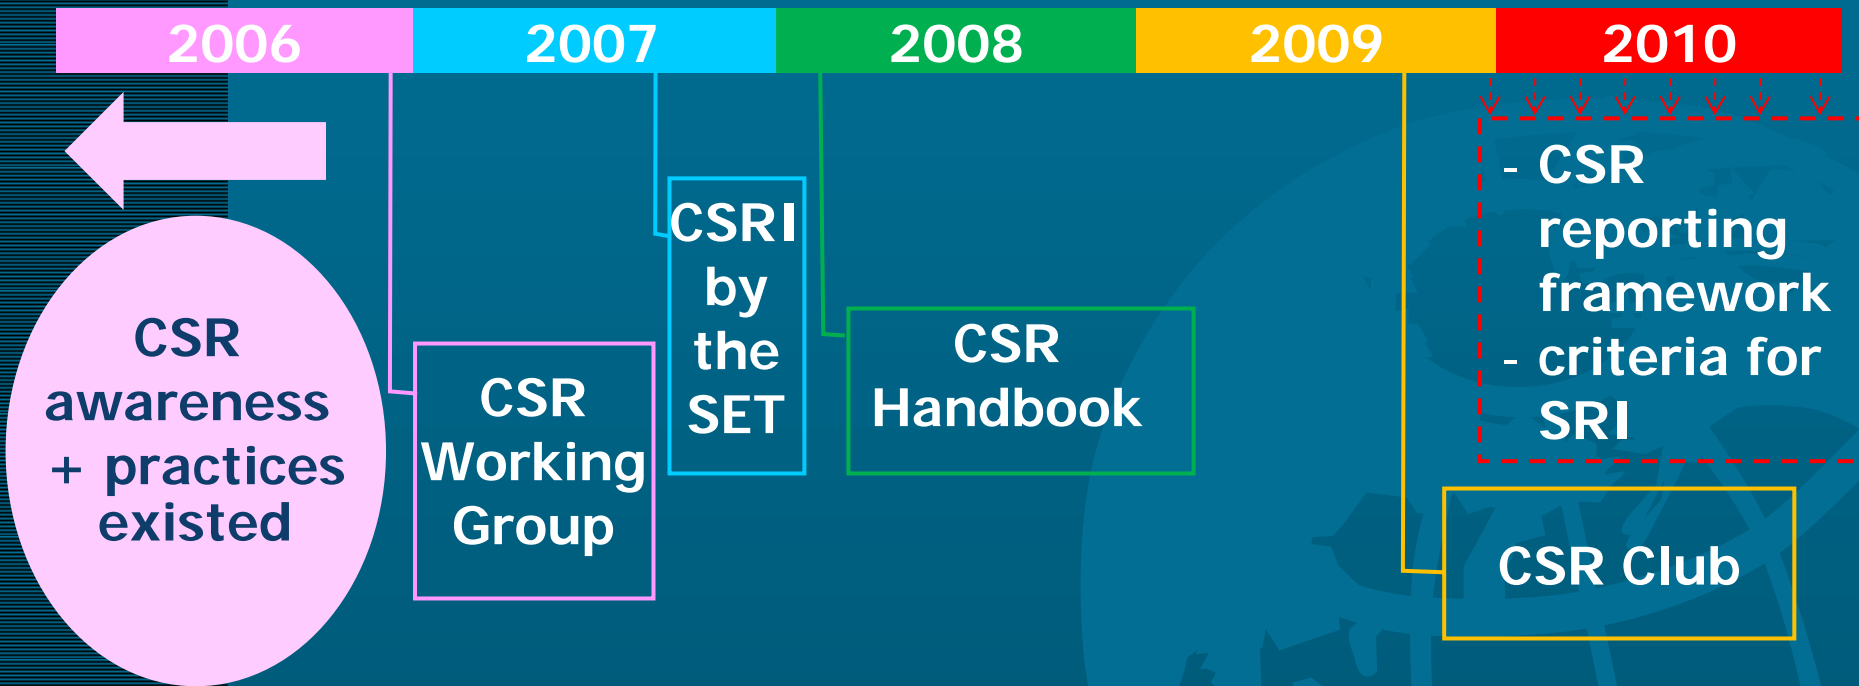 2006 2007 2008 2009 2010
CSR
awareness
+ practices
existed
CSR
Working
Group
CSRI
by
the
SET
CSR
Handbook
- CSR
reporting
framework
- criteria for
SRI
CSR Club